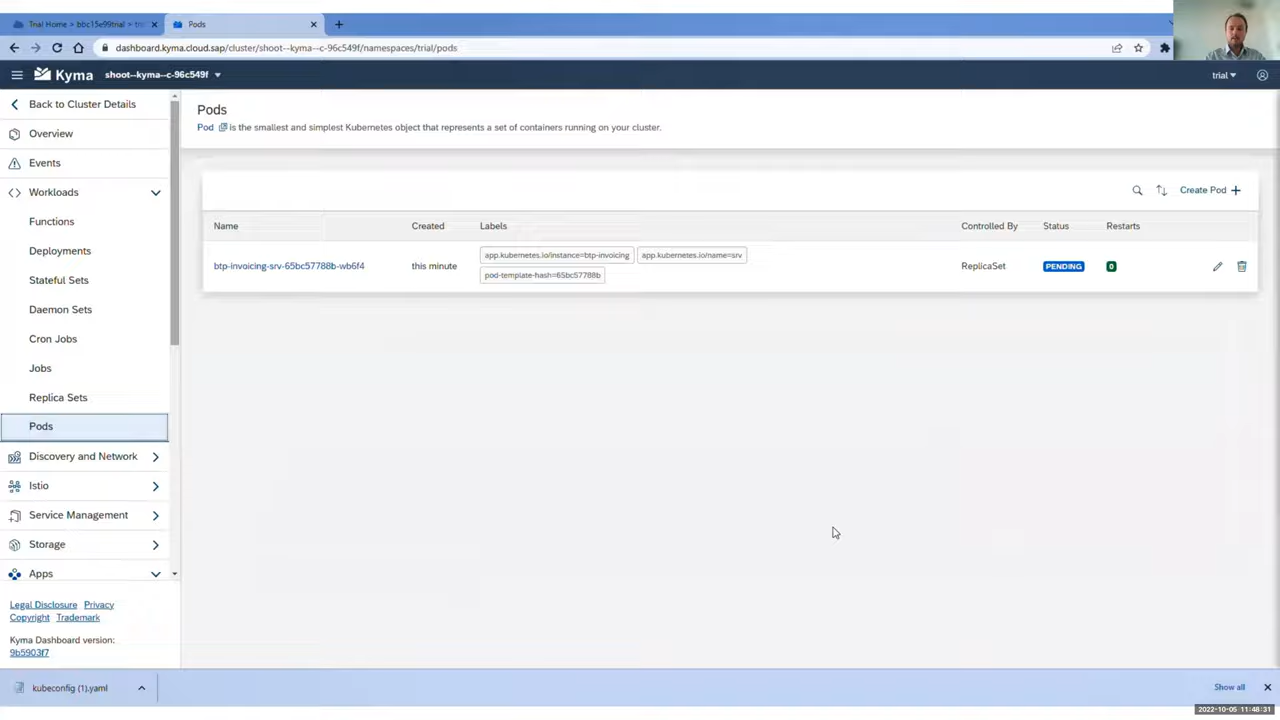 Trial Home > bbc15e99trial > tri
Pods
dashboard.kyma.cloud.sap/cluster/shoot--kyma--c-96c549f/namespaces/trial/pods
Kyma
shoot--kyma--c-96c549f
trial
Back to Cluster Details
Overview
Events
Workloads
Functions
Deployments
Stateful Sets
Daemon Sets
Cron Jobs
Jobs
Replica Sets
Pods
Discovery and Network
Istio
Service Management
Storage
Apps
Legal Disclosure Privacy
Copyright Trademark
Kyma Dashboard version:
9b5903f7
Pods
Pod is the smallest and simplest Kubernetes object that represents a set of containers running on your cluster.
Create Pod +
Name Created Labels Controlled By Status Restarts
btp-invoicing-srv-65bc57788b-wb6f4 this minute app.kubernetes.io/instance=btp-invoicing app.kubernetes.io/name=srv ReplicaSet PENDING 0
pod-template-hash=65bc57788b
kubeconfig (1).yaml
Show all
2022-10-05 11:48:31